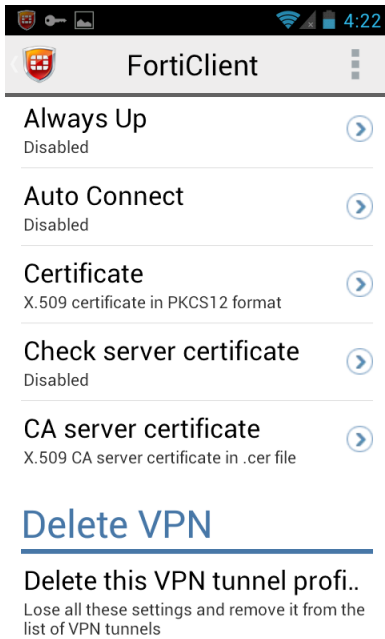 4:22
FortiClient
Always Up
Disabled
Auto Connect
Disabled
Certificate
X.509 certificate in PKCS12 format
Check server certificate
Disabled
CA server certificate
X.509 CA server certificate in .cer file
Delete VPN
Delete this VPN tunnel profi..
Lose all these settings and remove it from the
list of VPN tunnels